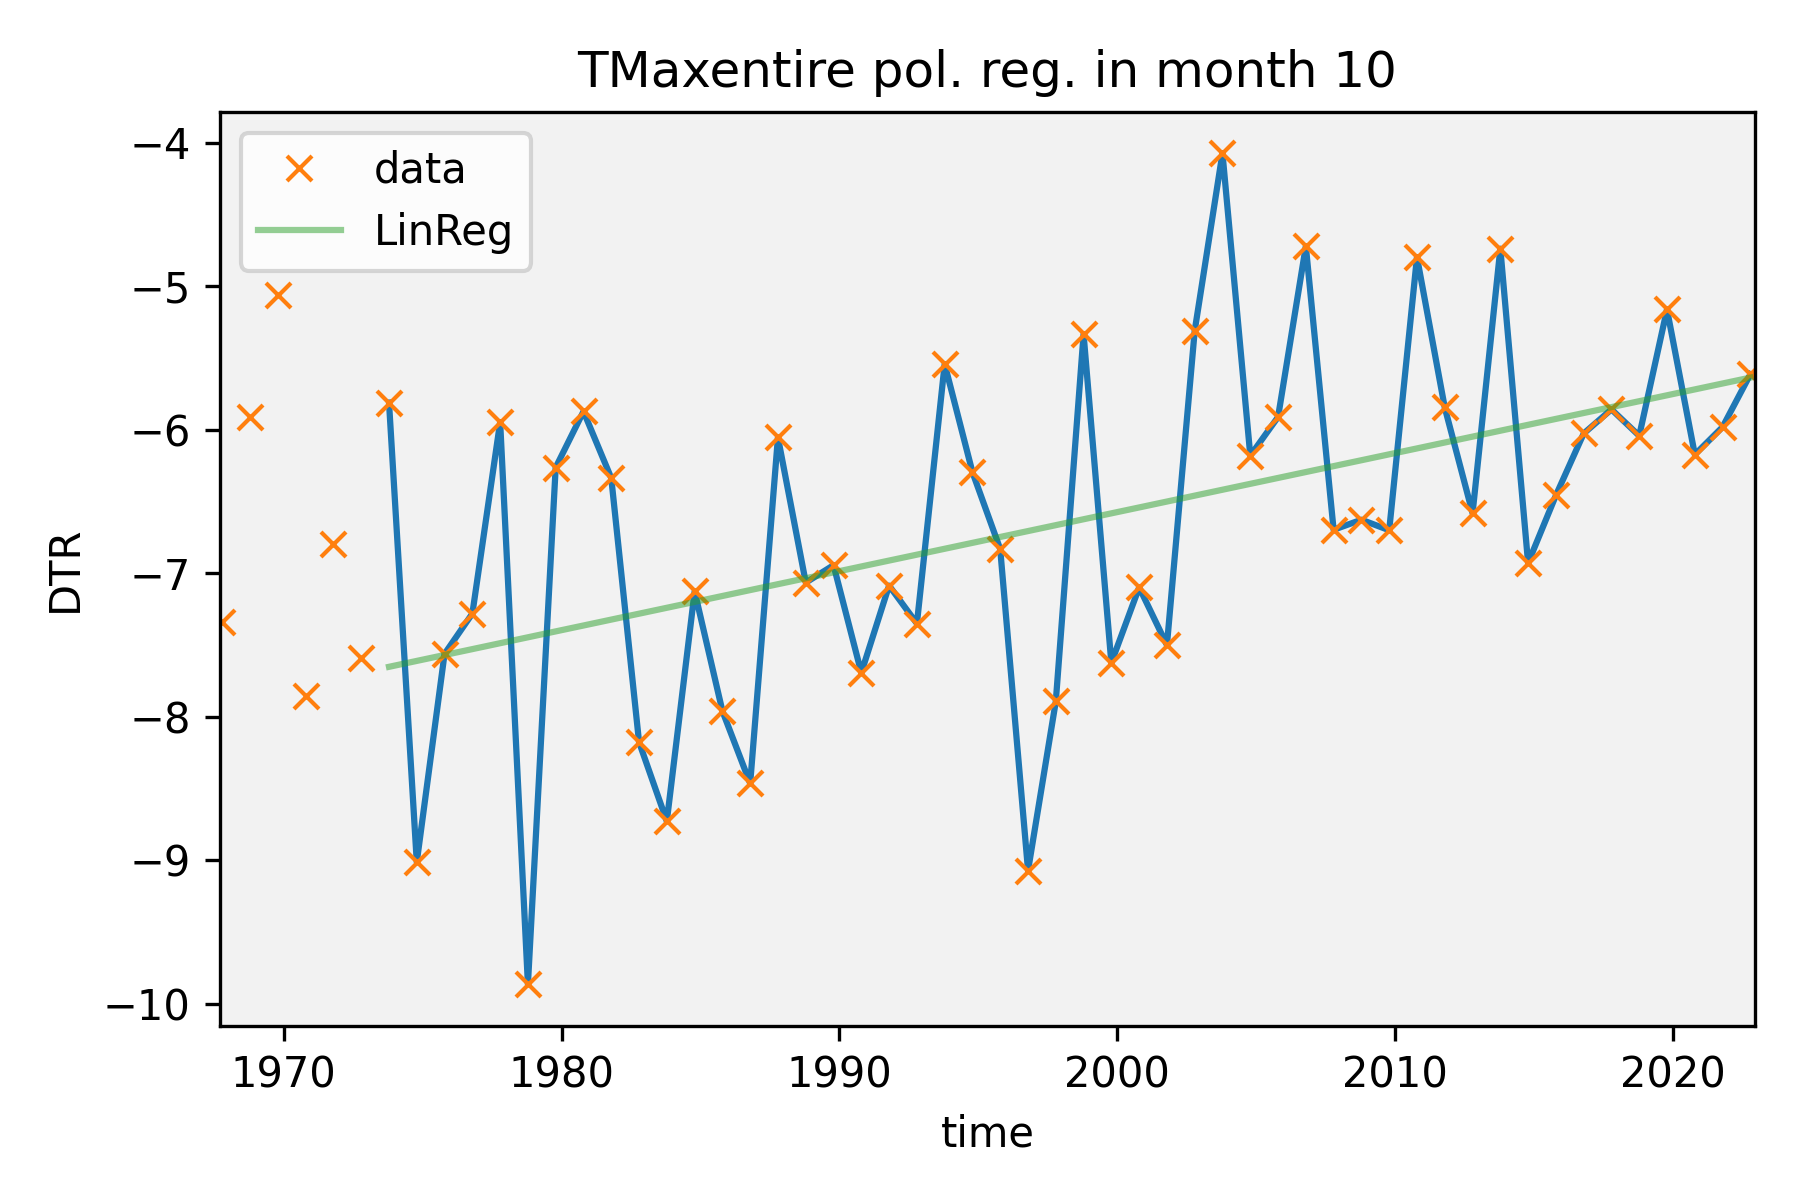 TMaxentire pol. reg. in month 10
data
LinReg
−4
−5
−6
−7
−8
−9
−10
DTR
1970 1980 1990 2000 2010 2020
time